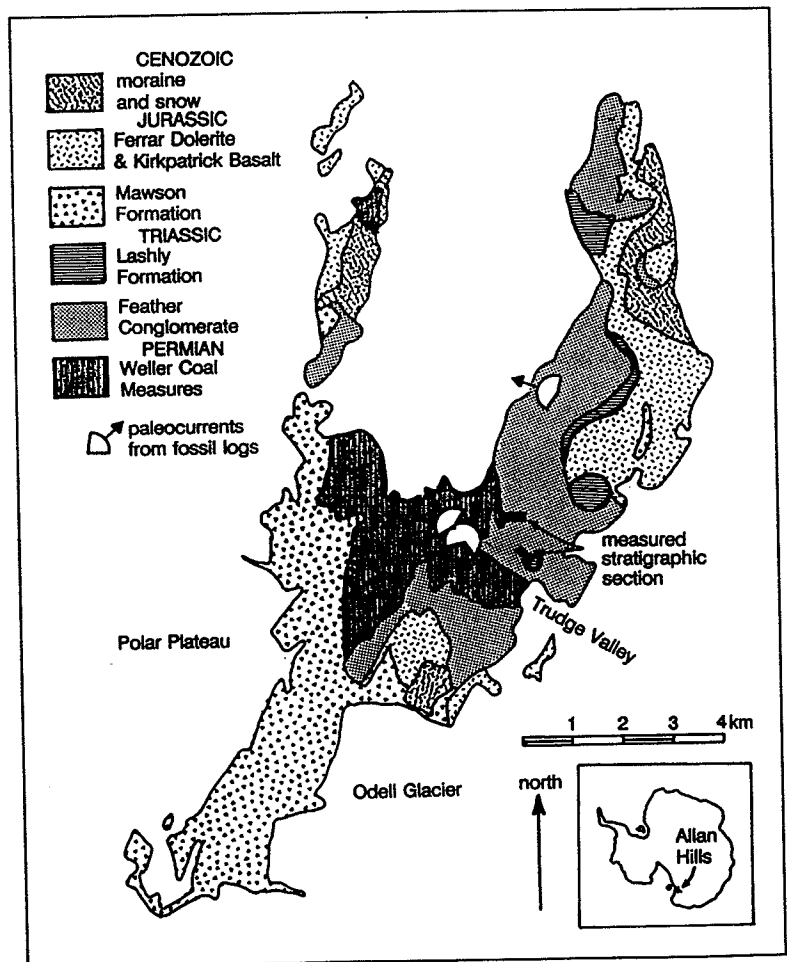 CENOZOIC
moraine
and snow
JURASSIC
Ferrar Dolerite
& Kirkpatrick Basalt
Mawson
Formation
TRIASSIC
Lashly
Formation
Feather
Conglomerate
PERMIAN
Weller Coal
Measures
paleocurrents
from fossil logs
measured
stratigraphic
section
Trudge Valley
Polar Plateau
1 2 3 4 km
Odell Glacier
north
Allan
Hills